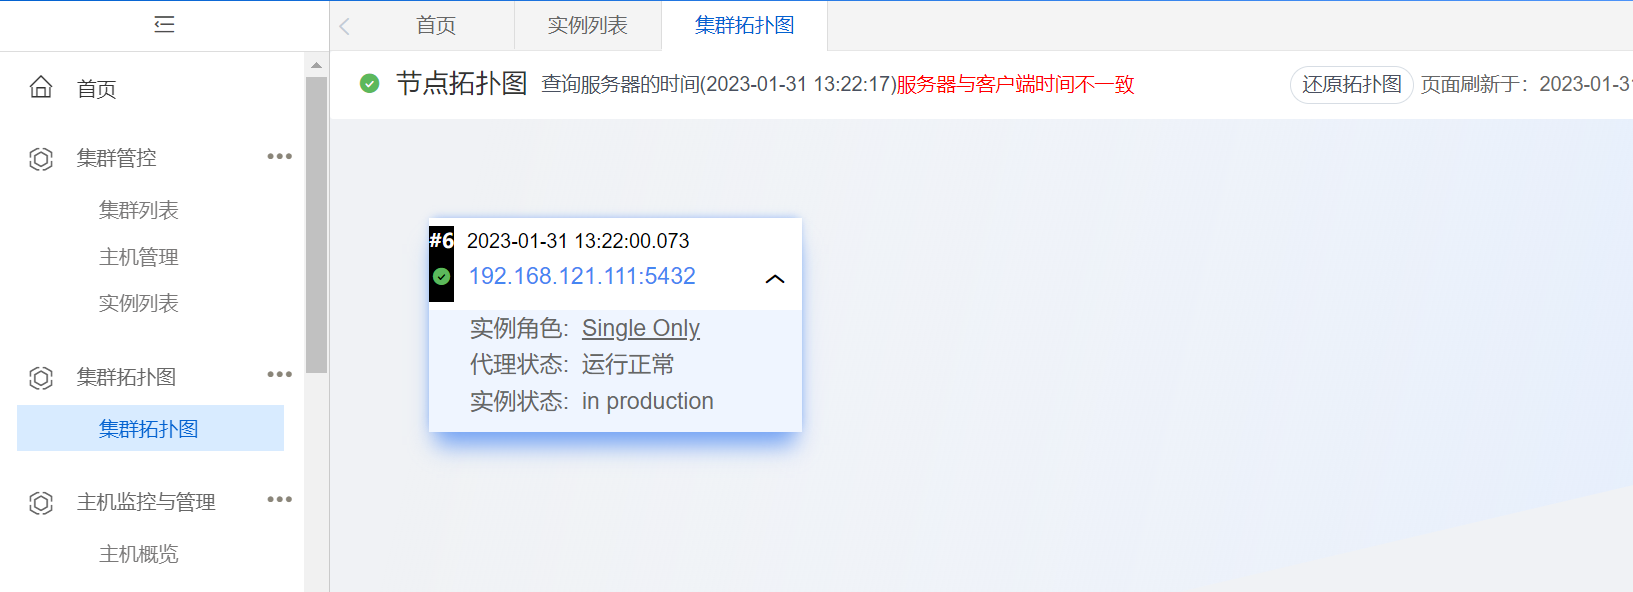 首页
实例列表
集群拓扑图
首页
集群管控
集群列表
主机管理
实例列表
集群拓扑图
集群拓扑图
主机监控与管理
主机概览
节点拓扑图 查询服务器的时间(2023-01-31 13:22:17)服务器与客户端时间不一致
还原拓扑图 页面刷新于：2023-01-3
#6 2023-01-31 13:22:00.073
192.168.121.111:5432
实例角色: Single Only
代理状态: 运行正常
实例状态: in production